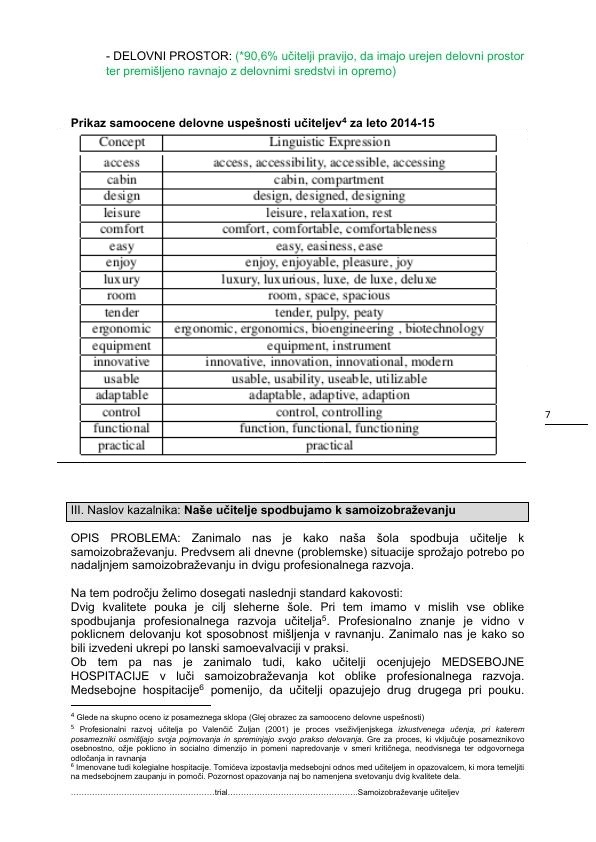 - DELOVNI PROSTOR: (*90,6% učitelji pravijo, da imajo urejen delovni prostor
ter premišljeno ravnajo z delovnimi sredstvi in opremo)
Prikaz samoocene delovne uspešnosti učiteljev4 za leto 2014-15
Concept Linguistic Expression
access access, accessibility, accessible, accessing
cabin cabin, compartment
design design, designed, designing
leisure leisure, relaxation, rest
comfort comfort, comfortable, comfortableness
easy easy, easiness, ease
enjoy enjoy, enjoyable, pleasure, joy
luxury luxury, luxurious, luxe, de luxe, deluxe
room room, space, spacious
tender tender, pulpy, peaty
ergonomic ergonomic, ergonomics, bioengineering , biotechnology
equipment equipment, instrument
innovative innovative, innovation, innovational, modern
usable usable, usability, useable, utilizable
adaptable adaptable, adaptive, adaption
control control, controlling
functional function, functional, functioning
practical practical
7
III. Naslov kazalnika: Naše učitelje spodbujamo k samoizobraževanju
OPIS PROBLEMA: Zanimalo nas je kako naša šola spodbuja učitelje k
samoizobraževanju. Predvsem ali dnevne (problemske) situacije sprožajo potrebo po
nadaljnjem samoizobraževanju in dvigu profesionalnega razvoja.
Na tem področju želimo dosegati naslednji standard kakovosti:
Dvig kvalitete pouka je cilj sleherne šole. Pri tem imamo v mislih vse oblike
spodbujanja profesionalnega razvoja učitelja5. Profesionalno znanje je vidno v
poklicnem delovanju kot sposobnost mišljenja v ravnanju. Zanimalo nas je kako so
bili izvedeni ukrepi po lanski samoevalvaciji v praksi.
Ob tem pa nas je zanimalo tudi, kako učitelji ocenjujejo MEDSEBOJNE
HOSPITACIJE v luči samoizobraževanja kot oblike profesionalnega razvoja.
Medsebojne hospitacije6 pomenijo, da učitelji opazujejo drug drugega pri pouku.
4 Glede na skupno oceno iz posameznega sklopa (Glej obrazec za samooceno delovne uspešnosti)
5 Profesionalni razvoj učitelja po Valenčič Zuljan (2001) je proces vseživljenjskega izkustvenega učenja, pri katerem
posamezniki osmišljajo svoja pojmovanja in spreminjajo svojo prakso delovanja. Gre za proces, ki vključuje posameznikovo
osebnostno, ožje poklicno in socialno dimenzijo in pomeni napredovanje v smeri kritičnega, neodvisnega ter odgovornega
odločanja in ravnanja
6 Imenovane tudi kolegialne hospitacije. Tomićeva izpostavlja medsebojni odnos med učiteljem in opazovalcem, ki mora temeljiti
na medsebojnem zaupanju in pomoči. Pozornost opazovanja naj bo namenjena svetovanju dvig kvalitete dela.
……………………………………………….trial………………………………………….Samoizobraževanje učiteljev